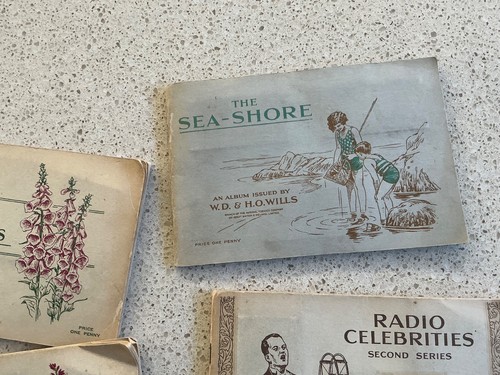 THE
SEA-SHORE
AN ALBUM ISSUED BY
W.D. & H.O. WILLS
PRICE ONE PENNY
S
PRICE
ONE PENNY
RADIO
CELEBRITIES
SECOND SERIES